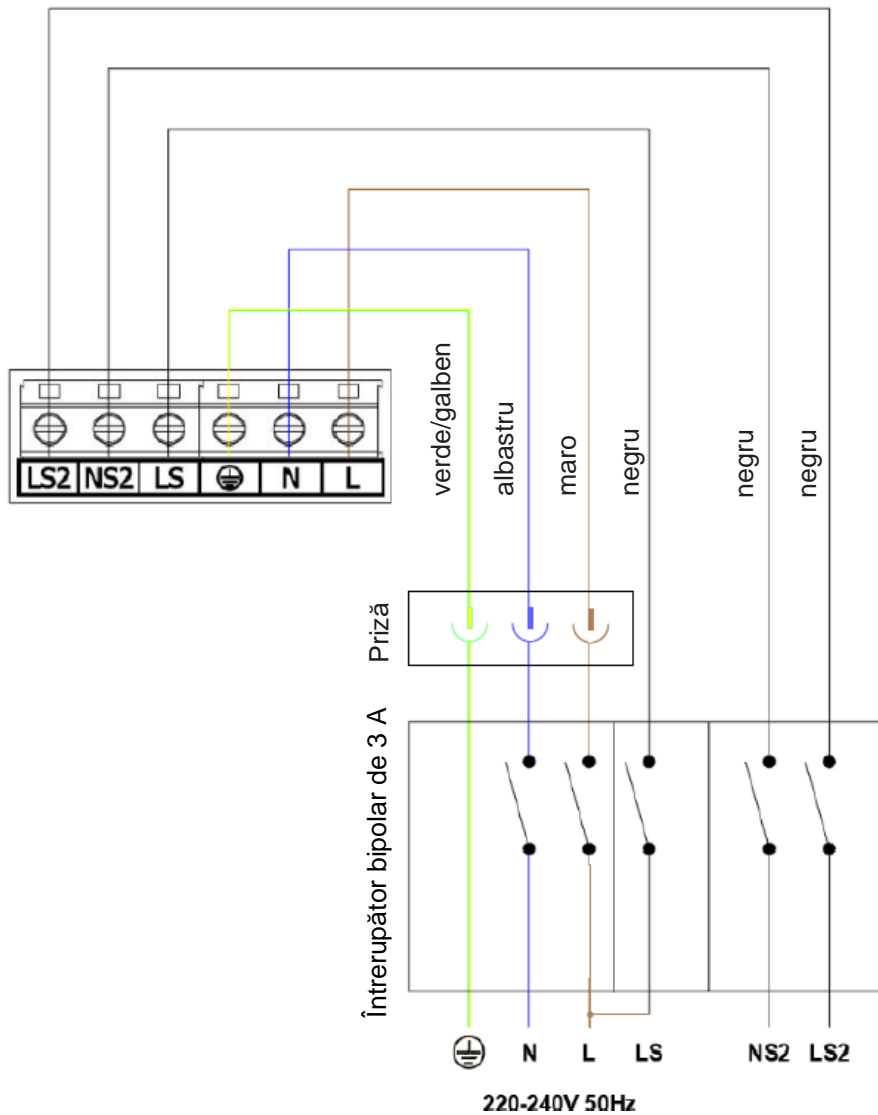 LS2 NS2 LS N L
verde/galben
albastru
maro
negru
negru
negru
Priză
Întrerupător bipolar de 3 A
N L LS NS2 LS2
220-240V 50Hz